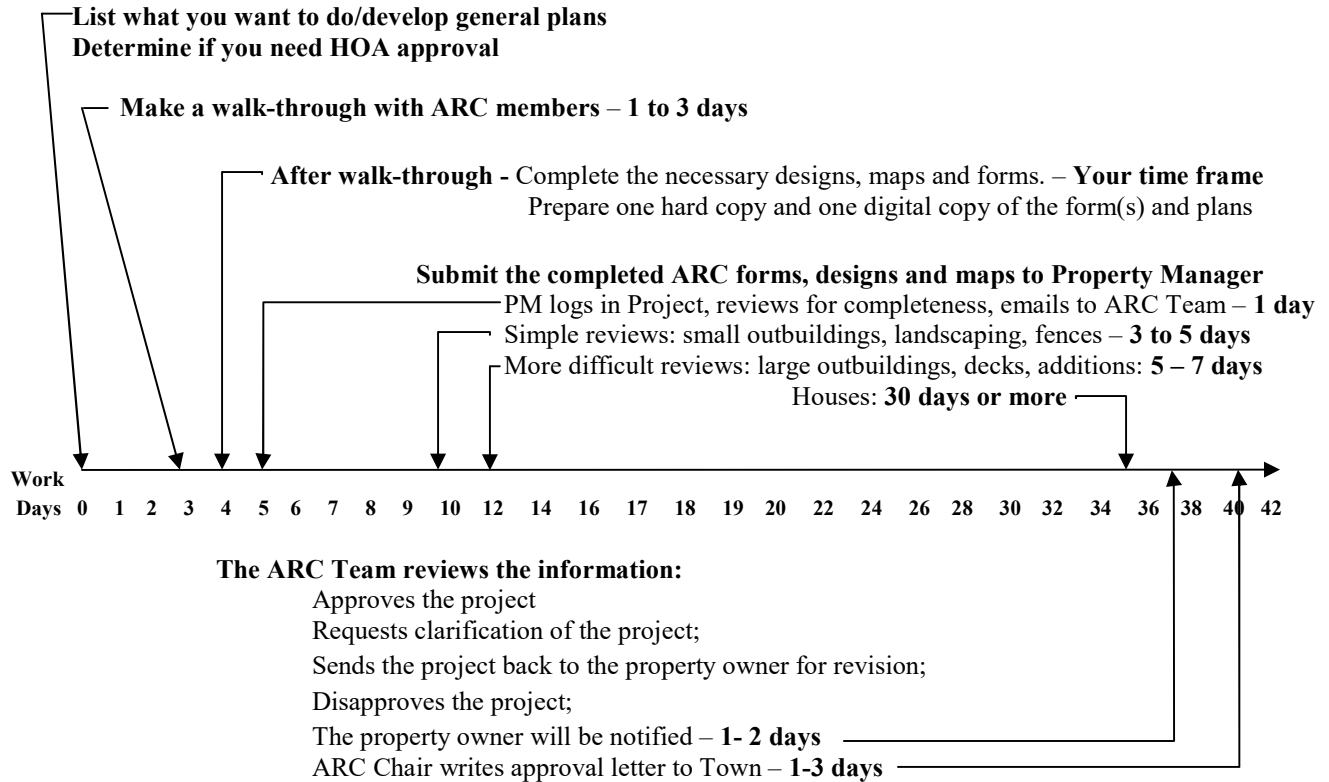 List what you want to do/develop general plans
Determine if you need HOA approval
Make a walk-through with ARC members – 1 to 3 days
After walk-through - Complete the necessary designs, maps and forms. – Your time frame
Prepare one hard copy and one digital copy of the form(s) and plans
Submit the completed ARC forms, designs and maps to Property Manager
PM logs in Project, reviews for completeness, emails to ARC Team – 1 day
Simple reviews: small outbuildings, landscaping, fences – 3 to 5 days
More difficult reviews: large outbuildings, decks, additions: 5 – 7 days
Houses: 30 days or more
Work
Days 0 1 2 3 4 5 6 7 8 9 10 12 14 16 17 18 19 20 22 24 26 28 30 32 34 36 38 40 42
The ARC Team reviews the information:
Approves the project
Requests clarification of the project;
Sends the project back to the property owner for revision;
Disapproves the project;
The property owner will be notified – 1- 2 days
ARC Chair writes approval letter to Town – 1-3 days